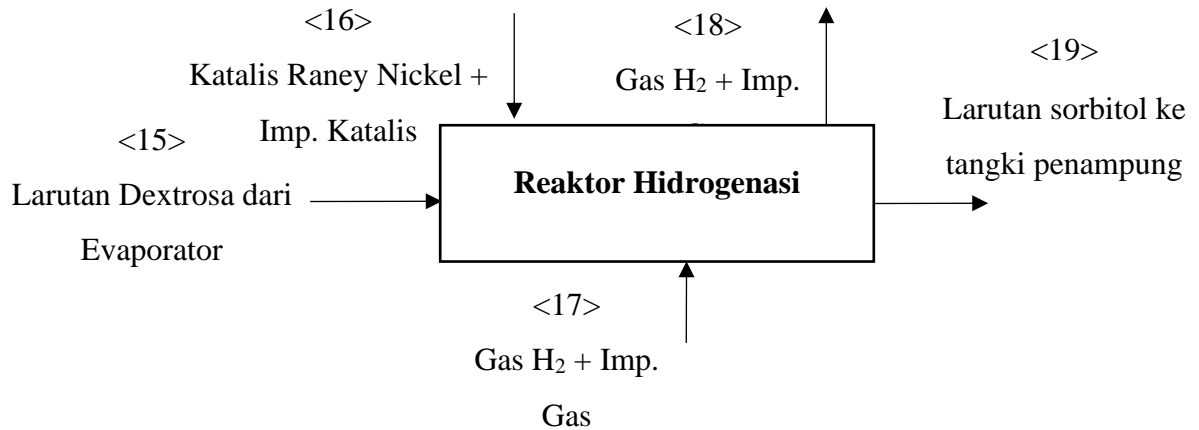 <16>
Katalis Raney Nickel +
Imp. Katalis
<18>
Gas H₂ + Imp.
<19>
Larutan sorbitol ke
tangki penampung
<15>
Larutan Dextrosa dari
Evaporator
Reaktor Hidrogenasi
<17>
Gas H₂ + Imp.
Gas